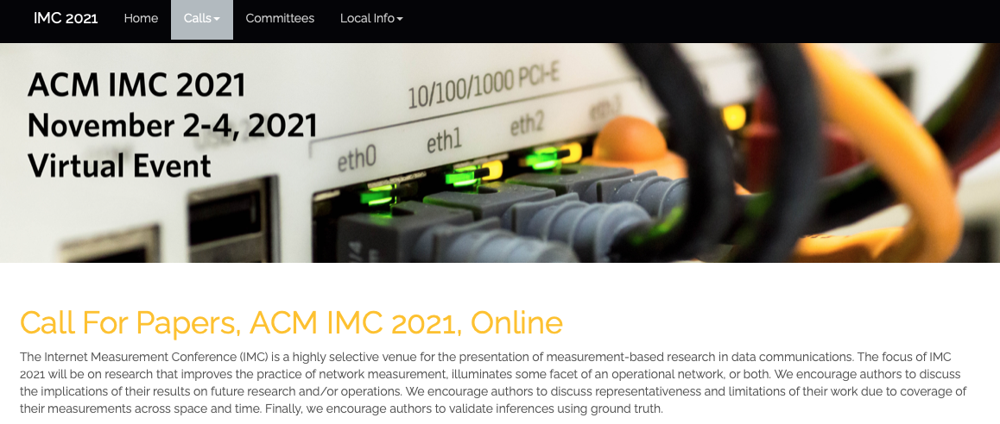 IMC 2021 Home Calls Committees Local Info
ACM IMC 2021
November 2-4, 2021
Virtual Event
10/100/1000 PCI-E
eth0 eth1 eth2 eth3
Call For Papers, ACM IMC 2021, Online
The Internet Measurement Conference (IMC) is a highly selective venue for the presentation of measurement-based research in data communications. The focus of IMC
2021 will be on research that improves the practice of network measurement, illuminates some facet of an operational network, or both. We encourage authors to discuss
the implications of their results on future research and/or operations. We encourage authors to discuss representativeness and limitations of their work due to coverage of
their measurements across space and time. Finally, we encourage authors to validate inferences using ground truth.